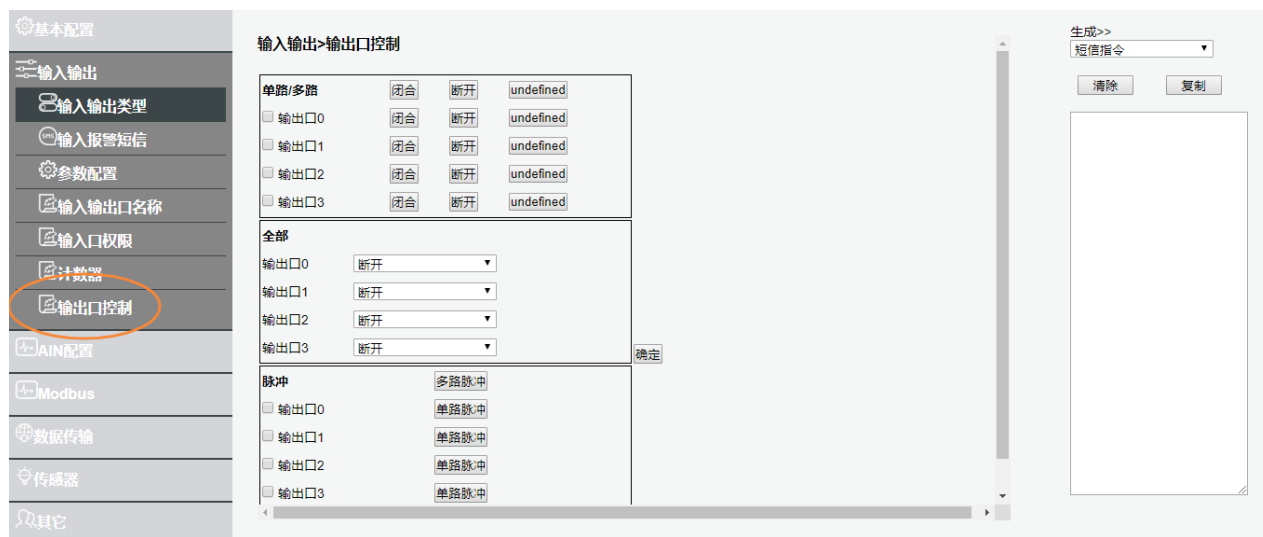 基本配置
输入输出
输入输出类型
SMS
输入报警短信
参数配置
输入输出口名称
输入口权限
计数器
输出口控制
AIN配置
Modbus
数据传输
传感器
其它
输入输出>输出口控制
单路/多路 闭合 断开 undefined
输出口0 闭合 断开 undefined
输出口1 闭合 断开 undefined
输出口2 闭合 断开 undefined
输出口3 闭合 断开 undefined
全部
输出口0 断开
输出口1 断开
输出口2 断开
输出口3 断开
确定
脉冲 多路脉冲
输出口0 单路脉冲
输出口1 单路脉冲
输出口2 单路脉冲
输出口3 单路脉冲
生成>>
短信指令
清除 复制